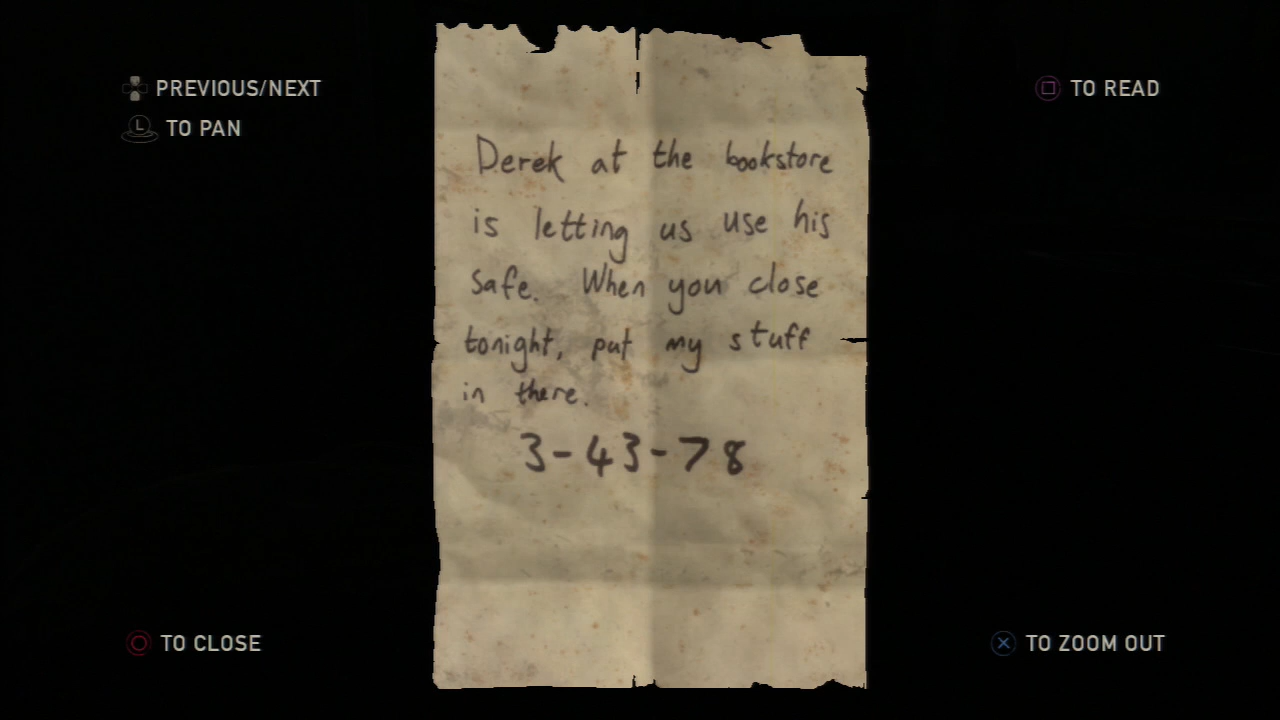 PREVIOUS/NEXT
L TO PAN
TO READ
Derek at the bookstore
is letting us use his
safe. When you close
tonight, put my stuff
in there.
3-43-78
TO CLOSE
TO ZOOM OUT